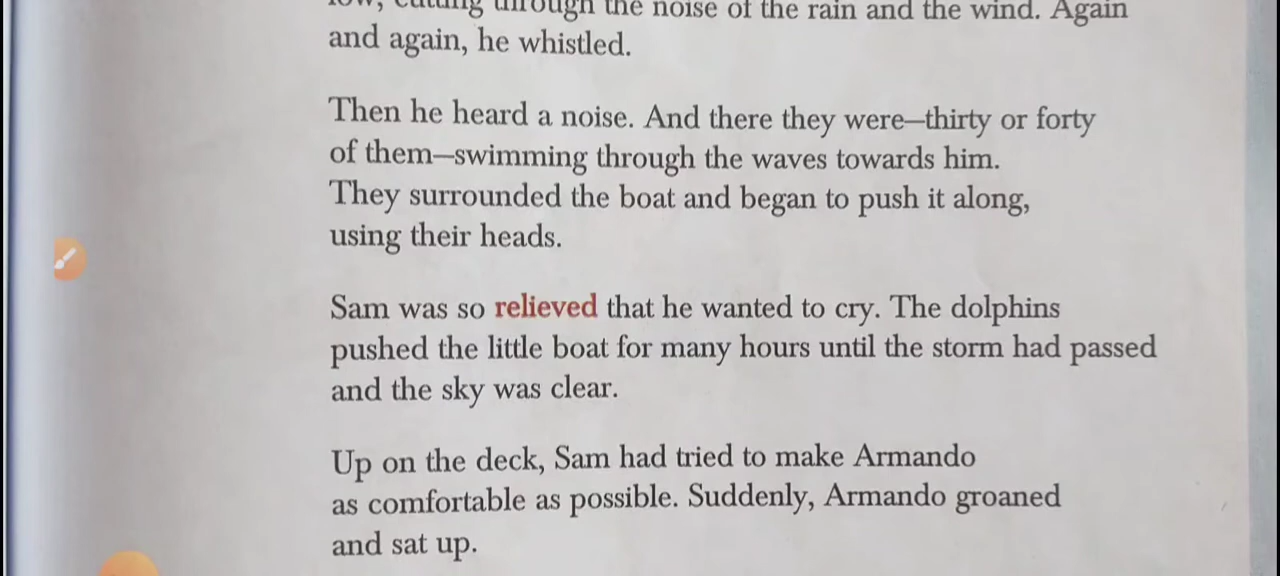 low, cutting through the noise of the rain and the wind. Again
and again, he whistled.
Then he heard a noise. And there they were—thirty or forty
of them—swimming through the waves towards him.
They surrounded the boat and began to push it along,
using their heads.
Sam was so relieved that he wanted to cry. The dolphins
pushed the little boat for many hours until the storm had passed
and the sky was clear.
Up on the deck, Sam had tried to make Armando
as comfortable as possible. Suddenly, Armando groaned
and sat up.